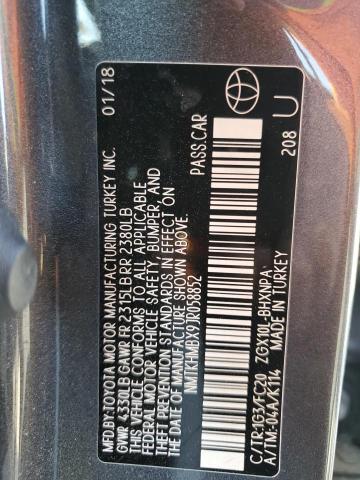 MFD.BY:TOYOTA MOTOR MANUFACTURING TURKEY INC. 01/18
GVWR 4330LB GAWR FR 2315LB RR 2380LB
THIS VEHICLE CONFORMS TO ALL APPLICABLE
FEDERAL MOTOR VEHICLE SAFETY, BUMPER, AND
THEFT PREVENTION STANDARDS IN EFFECT ON
THE DATE OF MANUFACTURE SHOWN ABOVE.
NMTKHMBX9JR058852 PASS.CAR
C/TR:1G3/FC20 ZGX10L-BHXNPA
A/TM:-04A/K114 MADE IN TURKEY
208 U